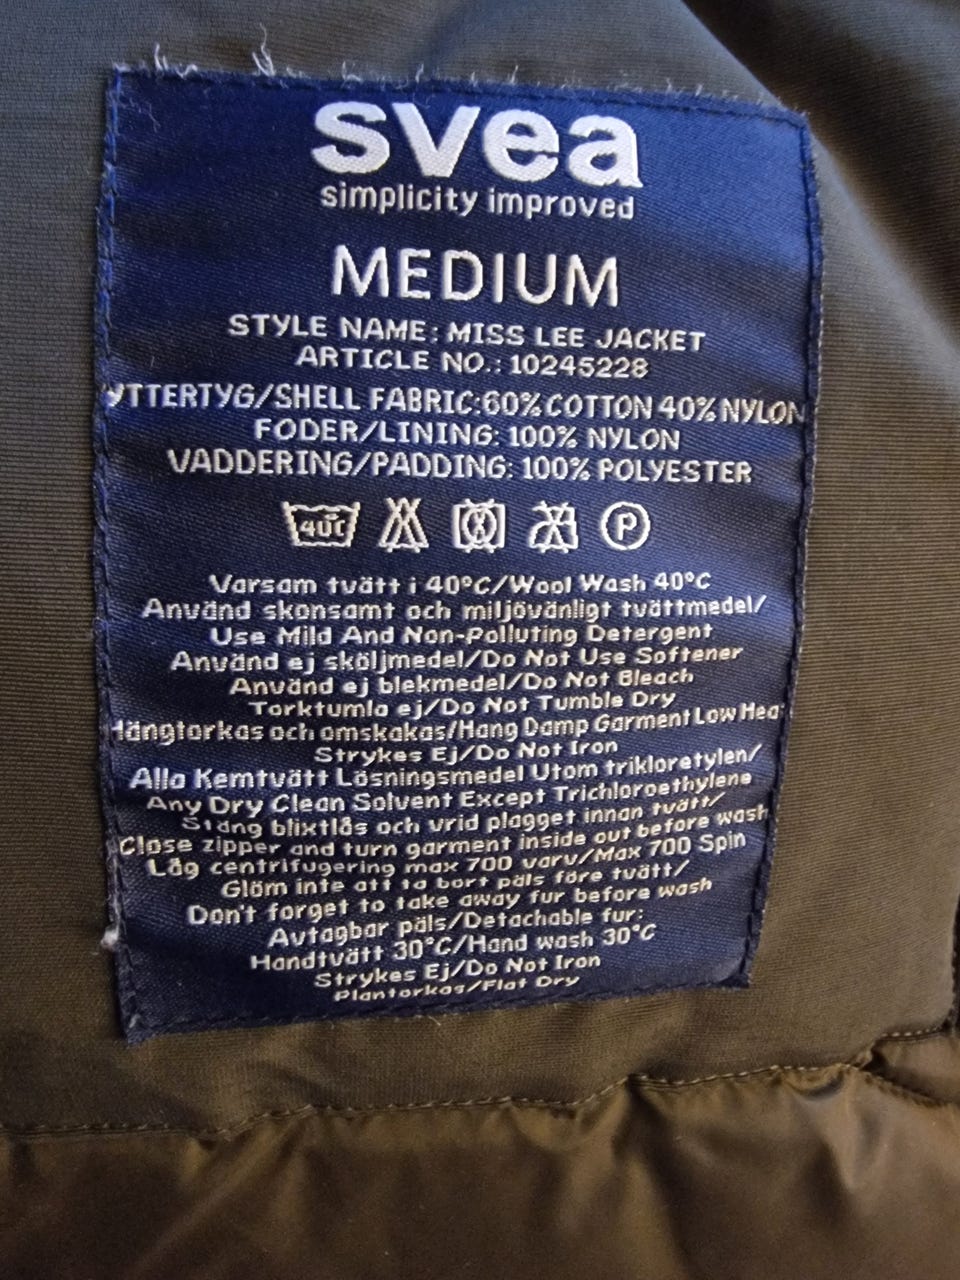 svea
simplicity improved
MEDIUM
STYLE NAME: MISS LEE JACKET
ARTICLE NO.: 10245228
YTTERTYG/SHELL FABRIC:60% COTTON 40% NYLON
FODER/LINING: 100% NYLON
VADDERING/PADDING: 100% POLYESTER
40C P
Varsam tvätt i 40°C/Wool Wash 40°C
Använd skonsamt och miljövänligt tvättmedel/
Use Mild And Non-Polluting Detergent
Använd ej sköljmedel/Do Not Use Softener
Använd ej blekmedel/Do Not Bleach
Torktumla ej/Do Not Tumble Dry
Hängtorkas och omskakas/Hang Damp Garment Low Hea
Strykes Ej/Do Not Iron
Alla Kemtvätt Lösningsmedel Utom trikloretylen/
Any Dry Clean Solvent Except Trichloroethylene
Stäng blixtlås och vrid plagget innan tvätt/
Close zipper and turn garment inside out before wash
Låg centrifugering max 700 varv/Max 700 Spin
Glöm inte att ta bort päls före tvätt/
Don't forget to take away fur before wash
Avtagbar päls/Detachable fur:
Handtvätt 30°C/Hand wash 30°C
Strykes Ej/Do Not Iron
Plantorkas/Flat Dry